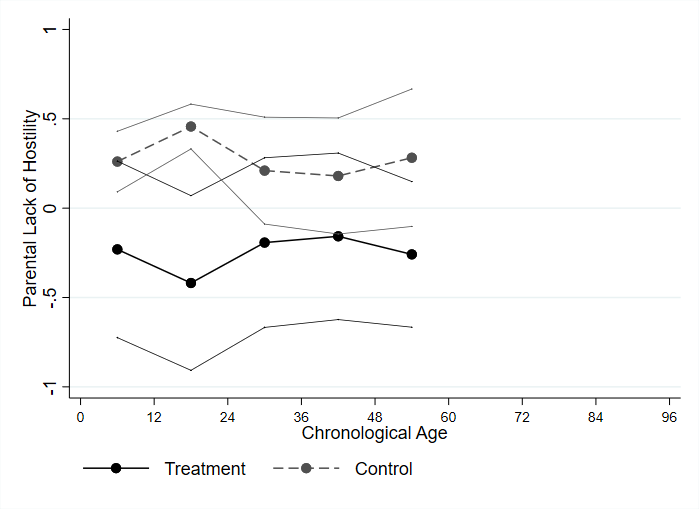 Parental Lack of Hostility
1
.5
0
-.5
-1
0 12 24 36 48 60 72 84 96
Chronological Age
Treatment Control